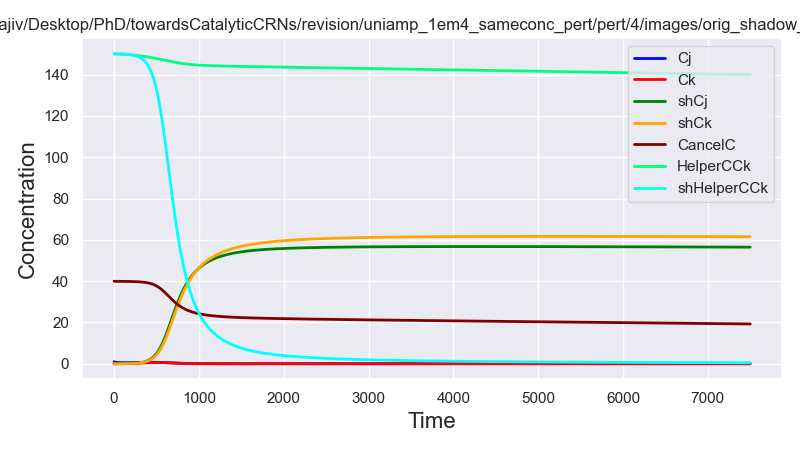 ajiv/Desktop/PhD/towardsCatalyticCRNs/revision/uniamp_1em4_sameconc_pert/pert/4/images/orig_shadow_
Concentration
140
120
100
80
60
40
20
0
0 1000 2000 3000 4000 5000 6000 7000
Time
Cj
Ck
shCj
shCk
CancelC
HelperCCk
shHelperCCk